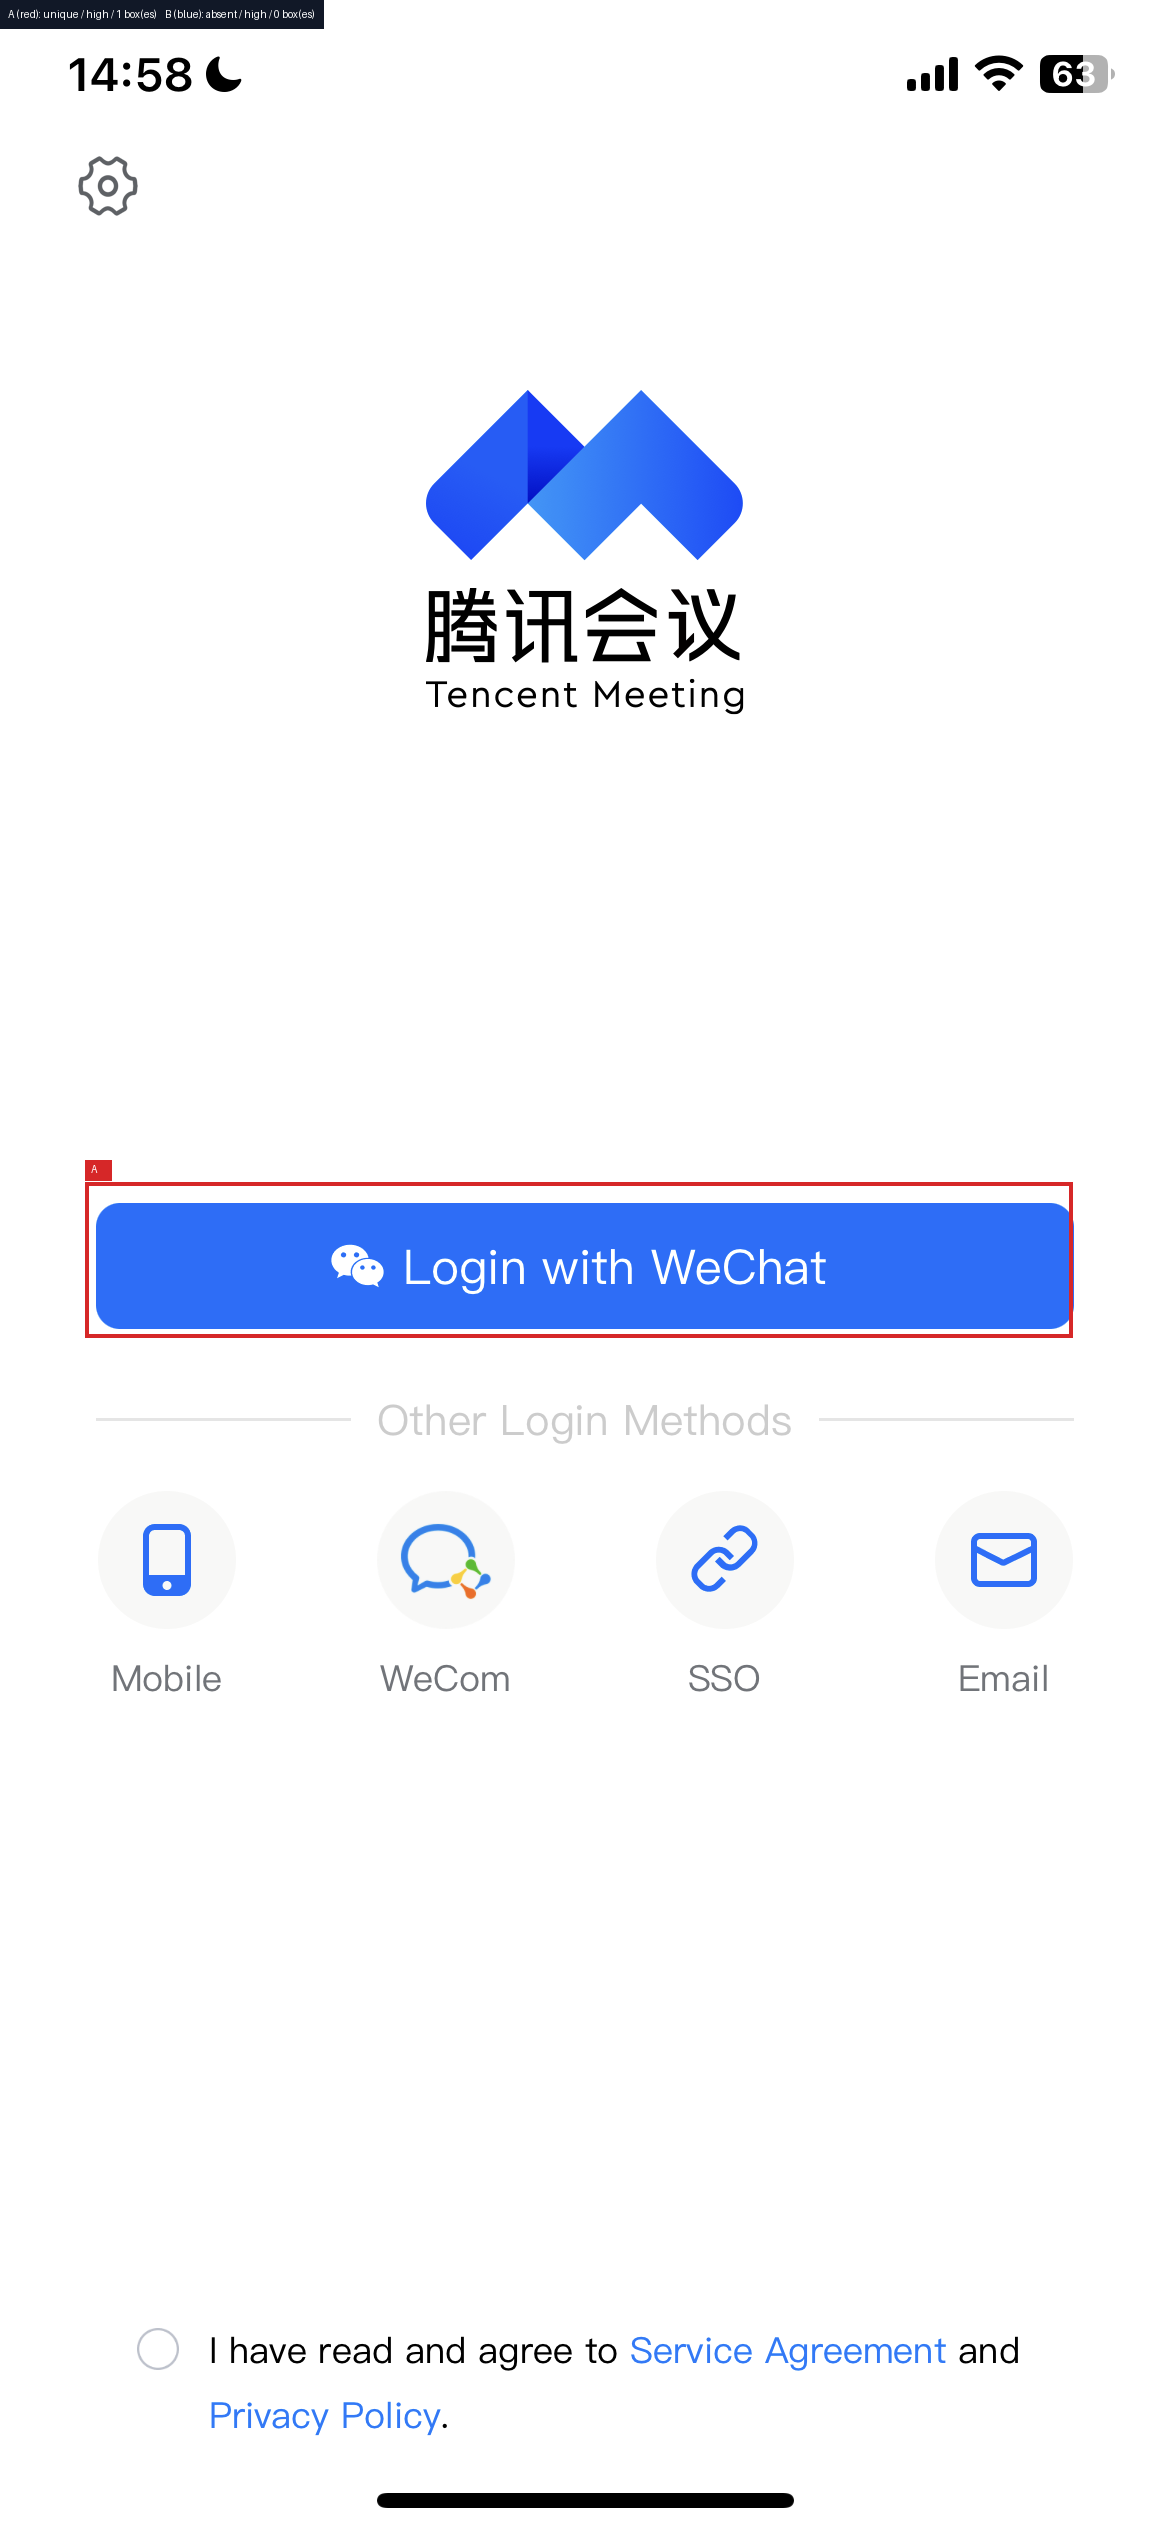 A (red): unique / high / 1 box(es) B (blue): absent / high / 0 box(es)
14:58
63
腾讯会议
Tencent Meeting
A
Login with WeChat
Other Login Methods
Mobile WeCom SSO Email
I have read and agree to Service Agreement and
Privacy Policy.